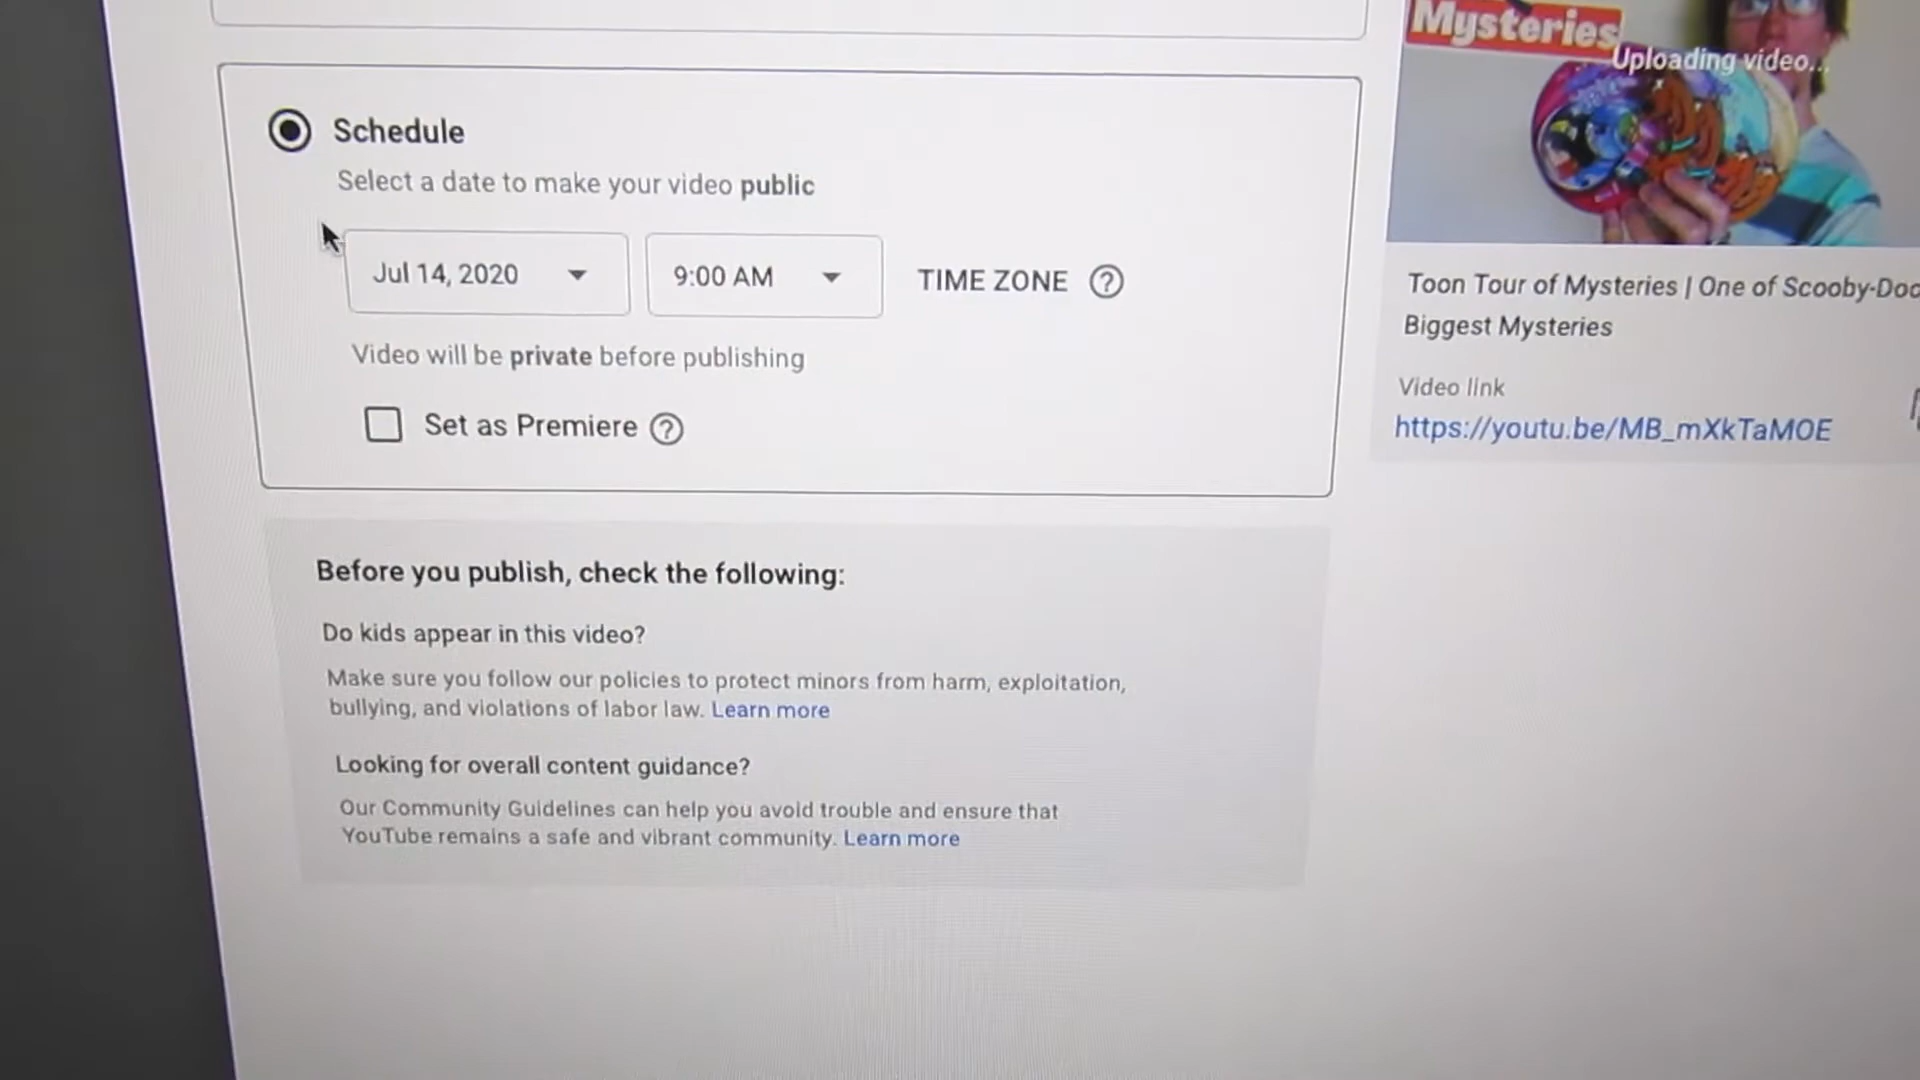 Mysteries
Uploading video...
Schedule
Select a date to make your video public
Jul 14, 2020
9:00 AM
TIME ZONE
Video will be private before publishing
Set as Premiere
Toon Tour of Mysteries | One of Scooby-Doo
Biggest Mysteries
Video link
https://youtu.be/MB_mXkTaMOE
Before you publish, check the following:
Do kids appear in this video?
Make sure you follow our policies to protect minors from harm, exploitation,
bullying, and violations of labor law. Learn more
Looking for overall content guidance?
Our Community Guidelines can help you avoid trouble and ensure that
YouTube remains a safe and vibrant community. Learn more